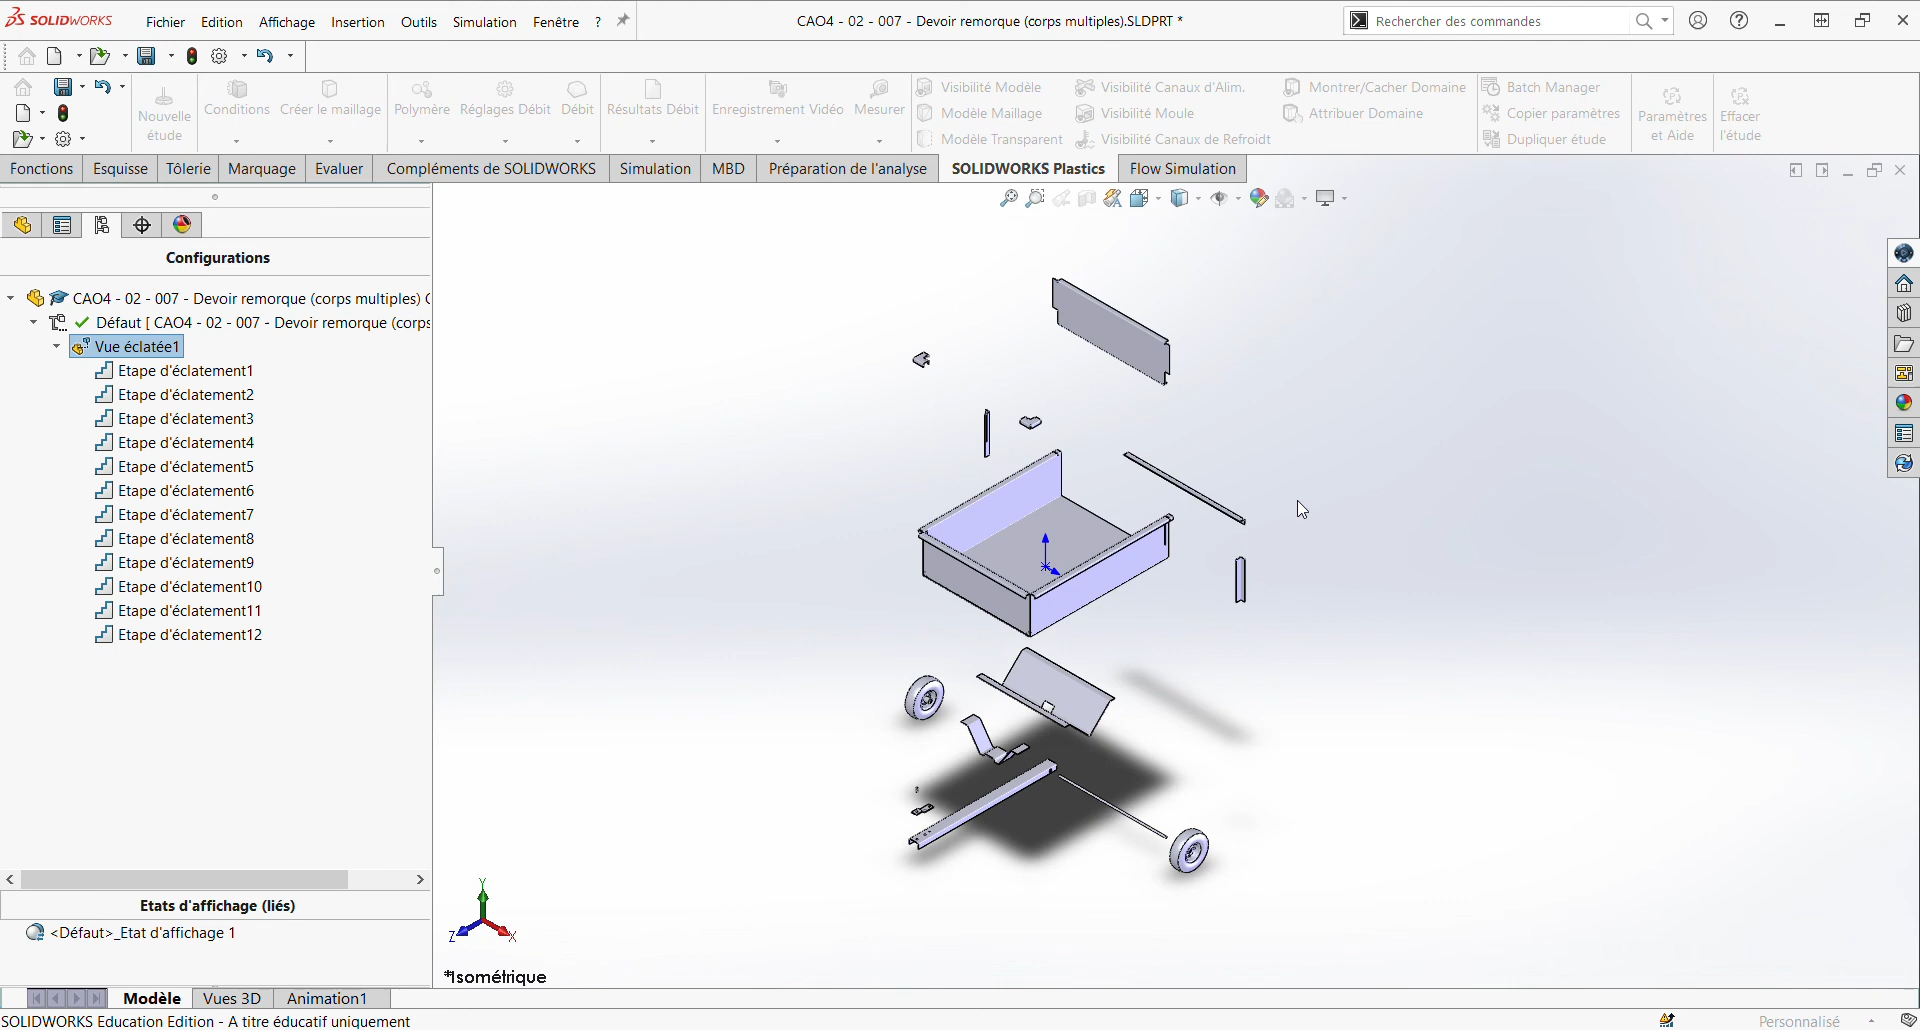 SOLIDWORKS
Fichier Edition Affichage Insertion Outils Simulation Fenêtre ?
CAO4 - 02 - 007 - Devoir remorque (corps multiples).SLDPRT *
Rechercher des commandes
Nouvelle étude
Conditions
Créer le maillage
Polymère
Réglages Débit
Débit
Résultats Débit
Enregistrement Vidéo
Mesurer
Visibilité Modèle
Modèle Maillage
Modèle Transparent
Visibilité Canaux d'Alim.
Visibilité Moule
Visibilité Canaux de Refroidt
Montrer/Cacher Domaine
Attribuer Domaine
Batch Manager
Copier paramètres
Dupliquer étude
Paramètres et Aide
Effacer l'étude
Fonctions Esquisse Tôlerie Marquage Evaluer Compléments de SOLIDWORKS Simulation MBD Préparation de l'analyse SOLIDWORKS Plastics Flow Simulation
Configurations
CAO4 - 02 - 007 - Devoir remorque (corps multiples) (
Défaut [ CAO4 - 02 - 007 - Devoir remorque (corps
Vue éclatée1
Etape d'éclatement1
Etape d'éclatement2
Etape d'éclatement3
Etape d'éclatement4
Etape d'éclatement5
Etape d'éclatement6
Etape d'éclatement7
Etape d'éclatement8
Etape d'éclatement9
Etape d'éclatement10
Etape d'éclatement11
Etape d'éclatement12
Etats d'affichage (liés)
<Défaut>_Etat d'affichage 1
Y
Z X
*Isométrique
Modèle Vues 3D Animation1
SOLIDWORKS Education Edition - A titre éducatif uniquement
Personnalisé